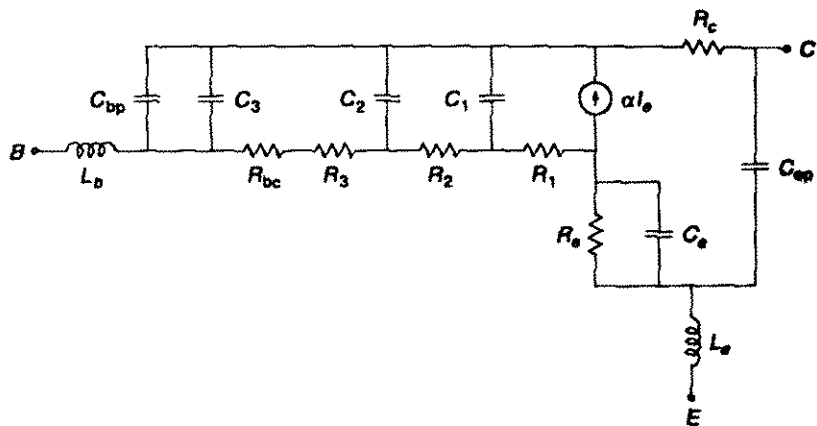 R_c
C
C_bp
C_3
C_2
C_1
αI_e
B
L_b
R_bc
R_3
R_2
R_1
C_ep
R_e
C_e
L_e
E